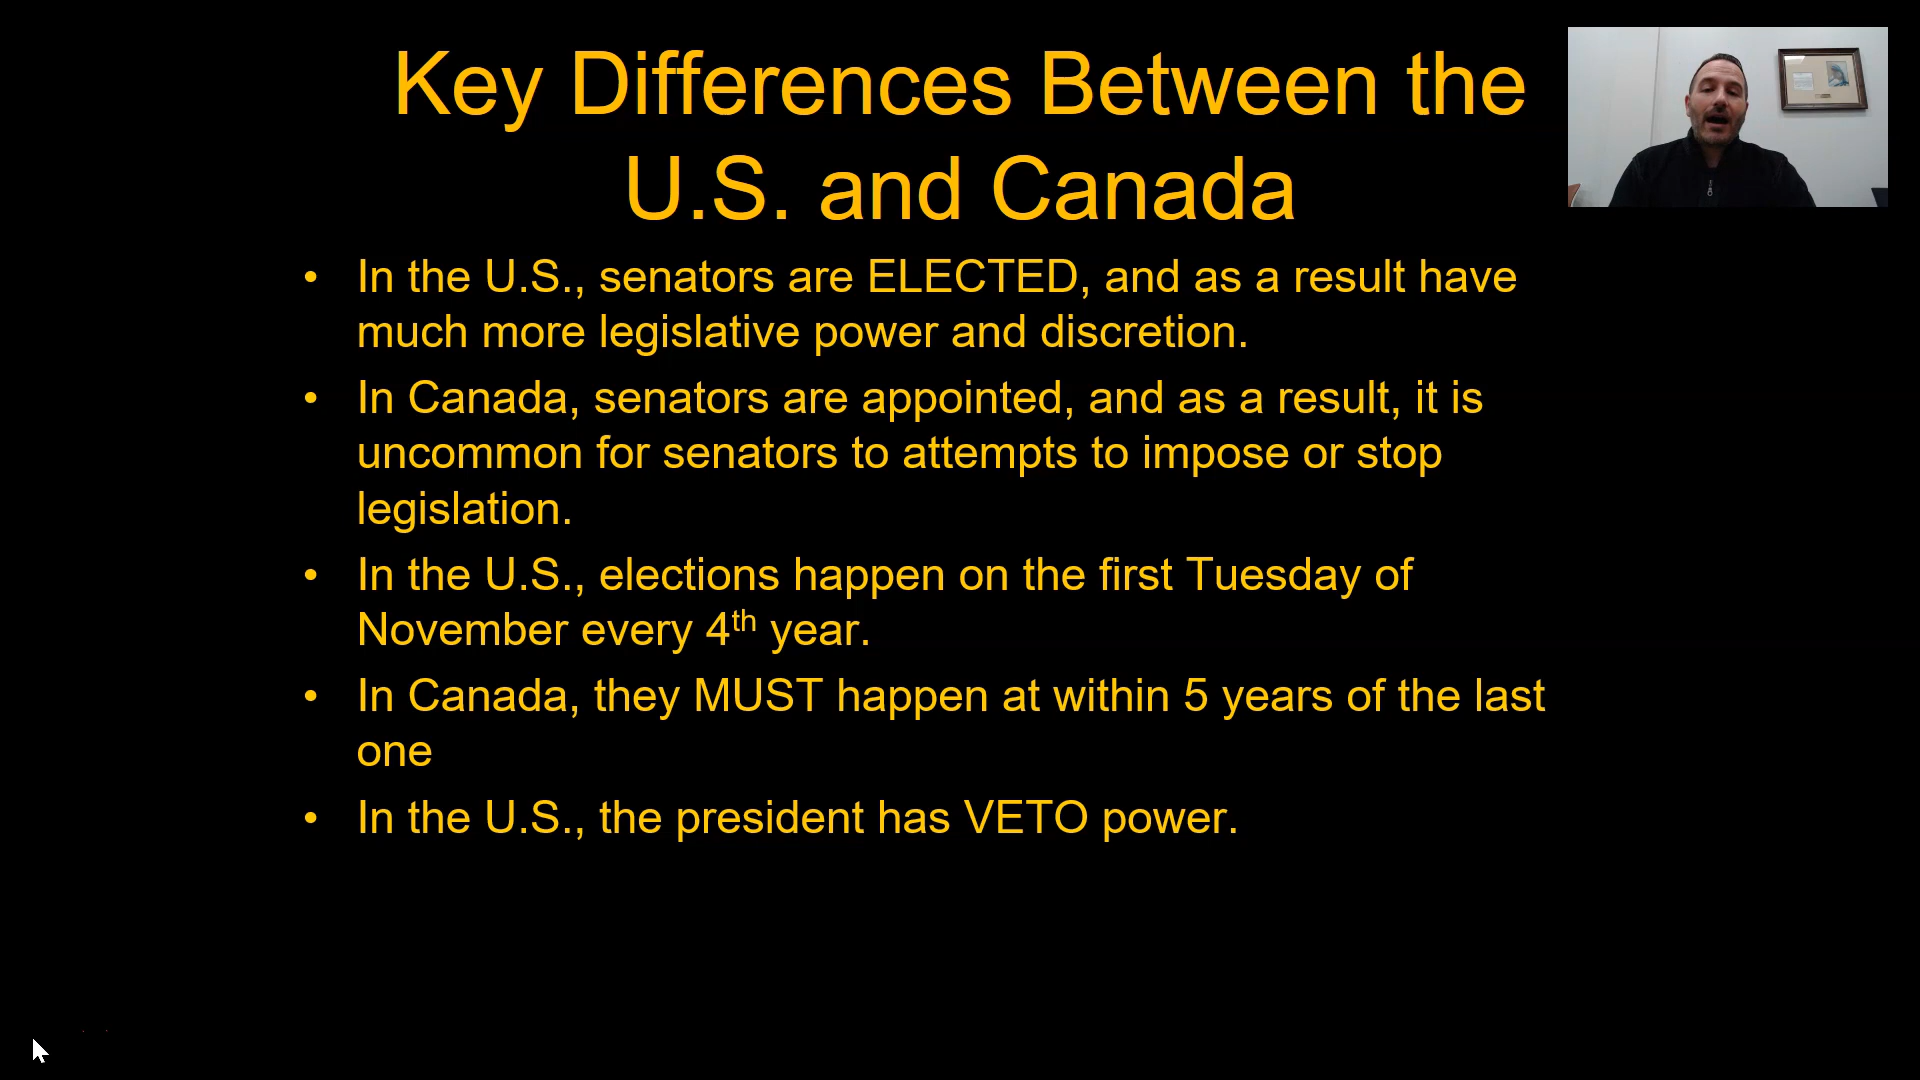 Key Differences Between the
U.S. and Canada
• In the U.S., senators are ELECTED, and as a result have
much more legislative power and discretion.
• In Canada, senators are appointed, and as a result, it is
uncommon for senators to attempts to impose or stop
legislation.
• In the U.S., elections happen on the first Tuesday of
November every 4th year.
• In Canada, they MUST happen at within 5 years of the last
one
• In the U.S., the president has VETO power.